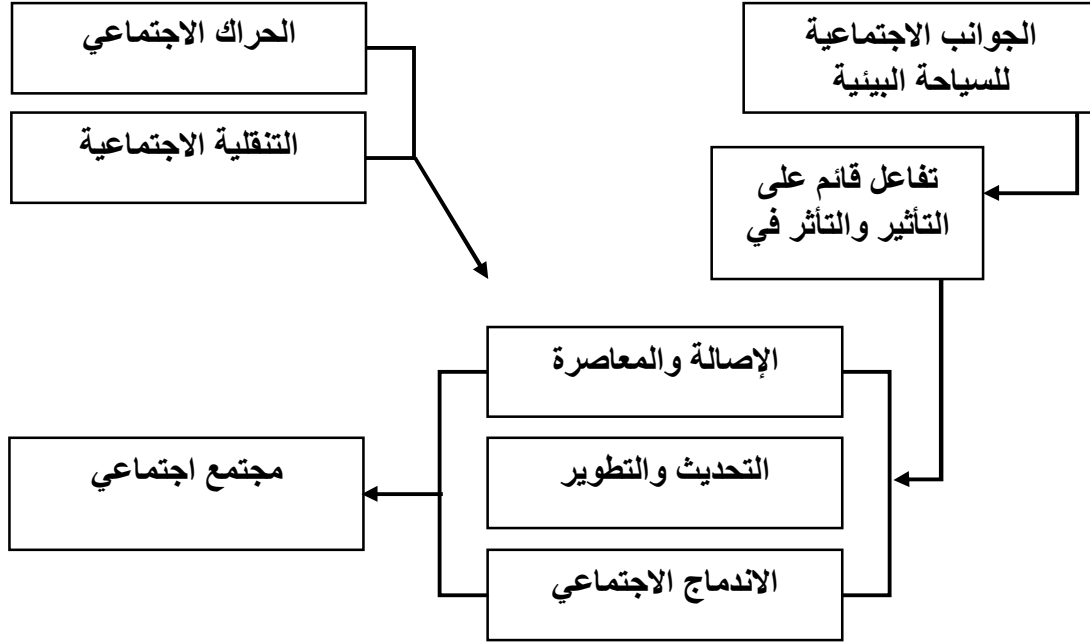 الجوانب الاجتماعية
للسياحة البيئية
الحراك الاجتماعي
التنقلية الاجتماعية
تفاعل قائم على
التأثير والتأثر في
الإصالة والمعاصرة
التحديث والتطوير
الاندماج الاجتماعي
مجتمع اجتماعي